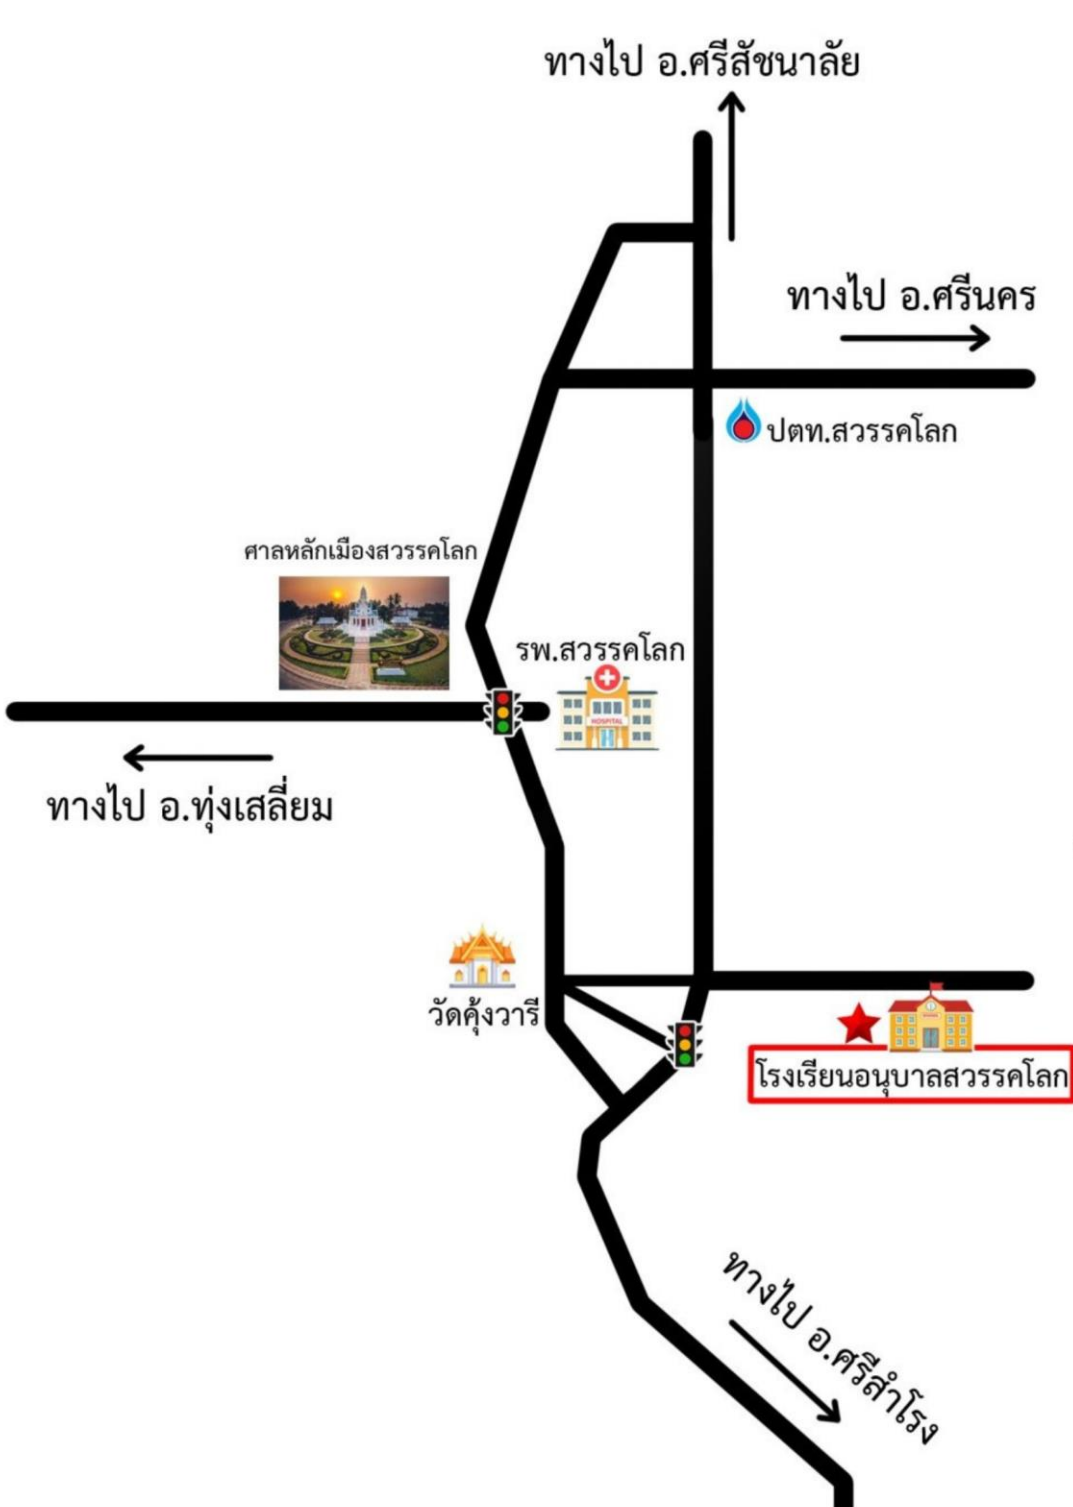 ทางไป อ.ศรีสัชนาลัย
ทางไป อ.ศรีนคร
ปตท.สวรรคโลก
ศาลหลักเมืองสวรรคโลก
รพ.สวรรคโลก
HOSPITAL
ทางไป อ.ทุ่งเสลี่ยม
วัดคุ้งวารี
โรงเรียนอนุบาลสวรรคโลก
ทางไป อ.ศรีสำโรง